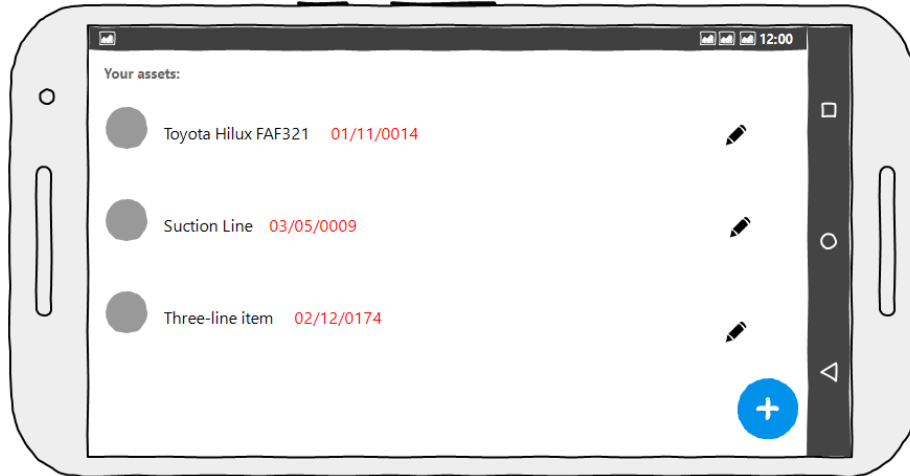 12:00
Your assets:
Toyota Hilux FAF321 01/11/0014
Suction Line 03/05/0009
Three-line item 02/12/0174